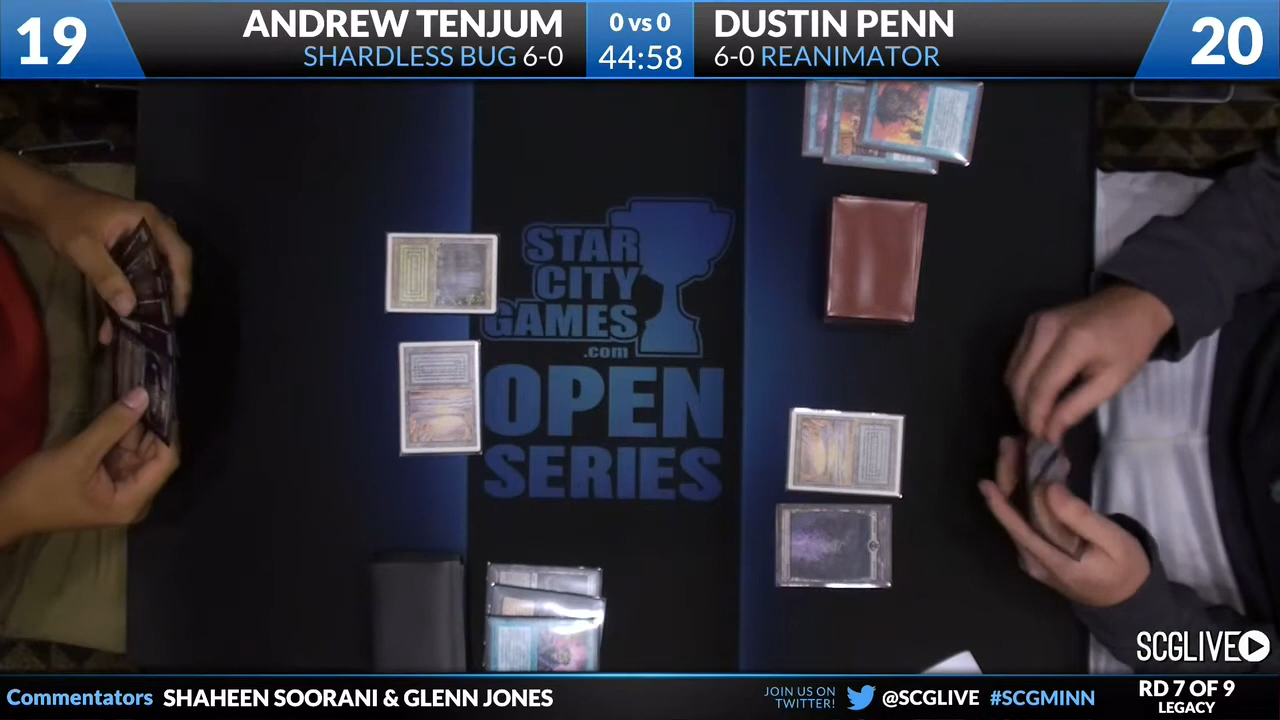 19
ANDREW TENJUM
SHARDLESS BUG 6-0
0 vs 0
44:58
DUSTIN PENN
6-0 REANIMATOR
20
STAR
CITY
GAMES
.com
OPEN
SERIES
SCGLIVE
Commentators SHAHEEN SOORANI & GLENN JONES
JOIN US ON
TWITTER!
@SCGLIVE #SCGMINN
RD 7 OF 9
LEGACY